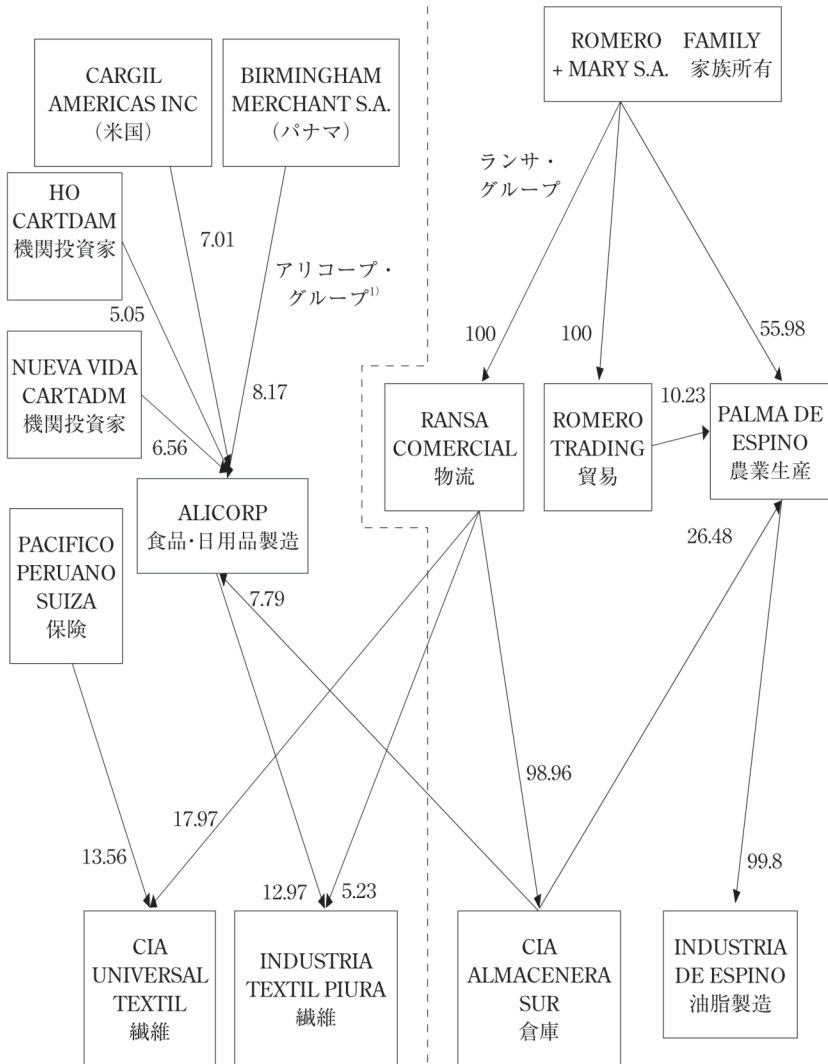 CARGIL
AMERICAS INC
（米国）
BIRMINGHAM
MERCHANT S.A.
（パナマ）
ROMERO FAMILY
+ MARY S.A. 家族所有
HO
CARTDAM
機関投資家
7.01
アリコープ・
グループ1)
ランサ・
グループ
5.05
NUEVA VIDA
CARTADM
機関投資家
6.56
8.17
100
100
55.98
RANSA
COMERCIAL
物流
ROMERO
TRADING
貿易
10.23
PALMA DE
ESPINO
農業生産
PACIFICO
PERUANO
SUIZA
保険
ALICORP
食品・日用品製造
7.79
26.48
98.96
17.97
13.56
12.97
5.23
99.8
CIA
UNIVERSAL
TEXTIL
繊維
INDUSTRIA
TEXTIL PIURA
繊維
CIA
ALMACENERA
SUR
倉庫
INDUSTRIA
DE ESPINO
油脂製造